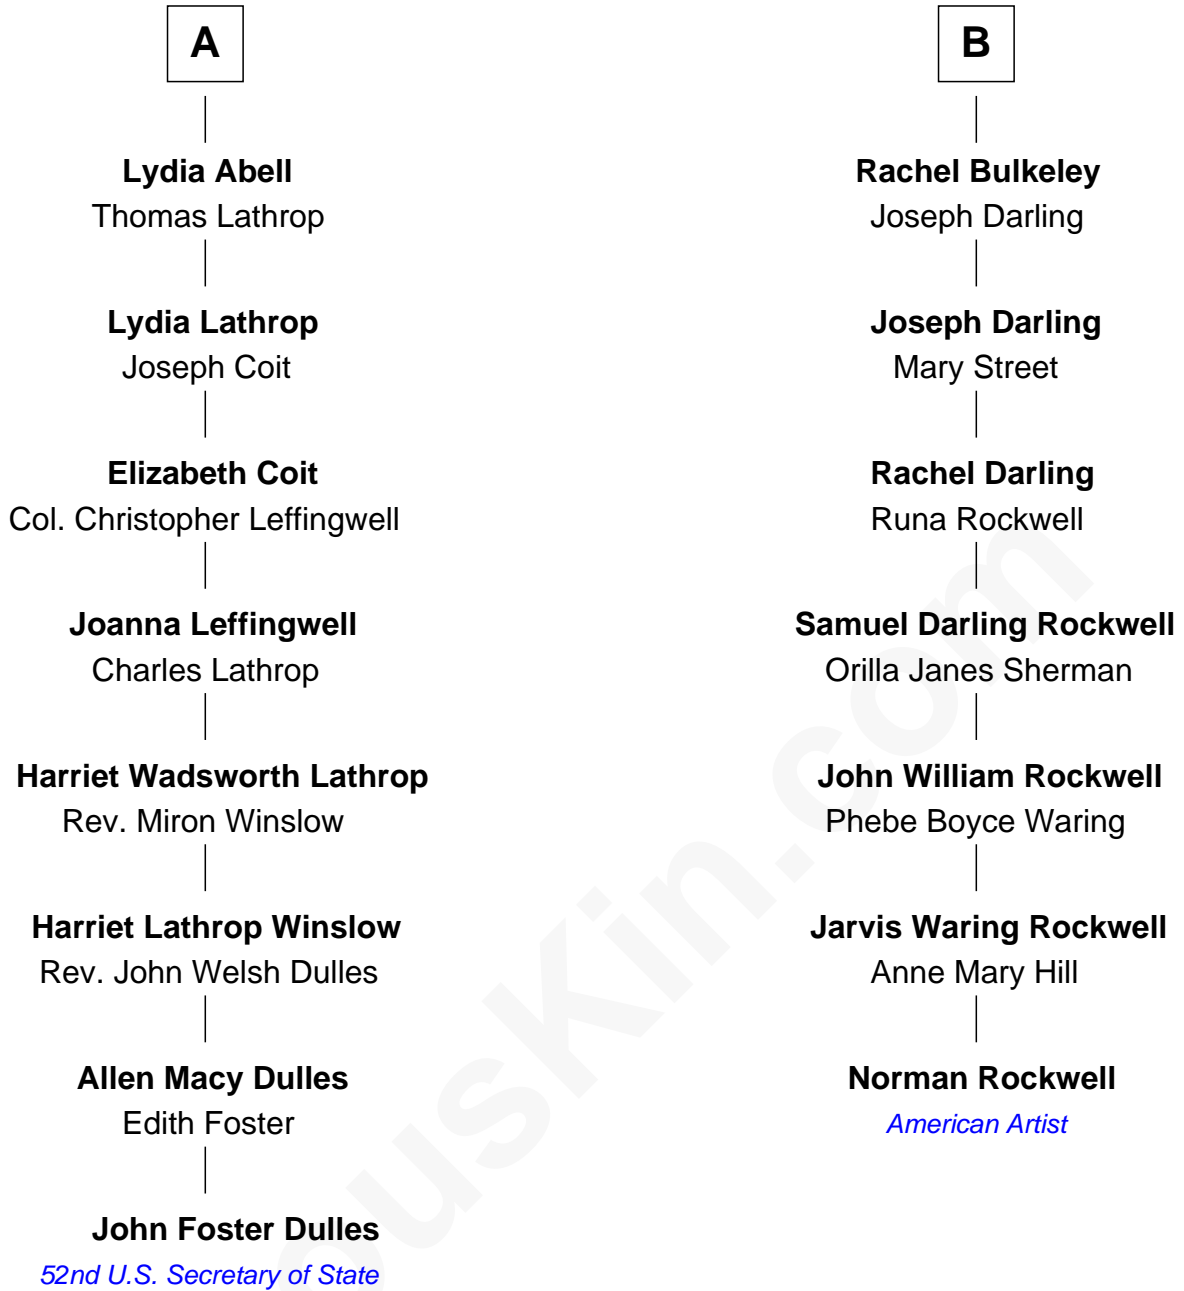 A
Lydia Abell
Thomas Lathrop
Lydia Lathrop
Joseph Coit
Elizabeth Coit
Col. Christopher Leffingwell
Joanna Leffingwell
Charles Lathrop
Harriet Wadsworth Lathrop
Rev. Miron Winslow
Harriet Lathrop Winslow
Rev. John Welsh Dulles
Allen Macy Dulles
Edith Foster
John Foster Dulles
52nd U.S. Secretary of State
B
Rachel Bulkeley
Joseph Darling
Joseph Darling
Mary Street
Rachel Darling
Runa Rockwell
Samuel Darling Rockwell
Orilla Janes Sherman
John William Rockwell
Phebe Boyce Waring
Jarvis Waring Rockwell
Anne Mary Hill
Norman Rockwell
American Artist
ousKin.com